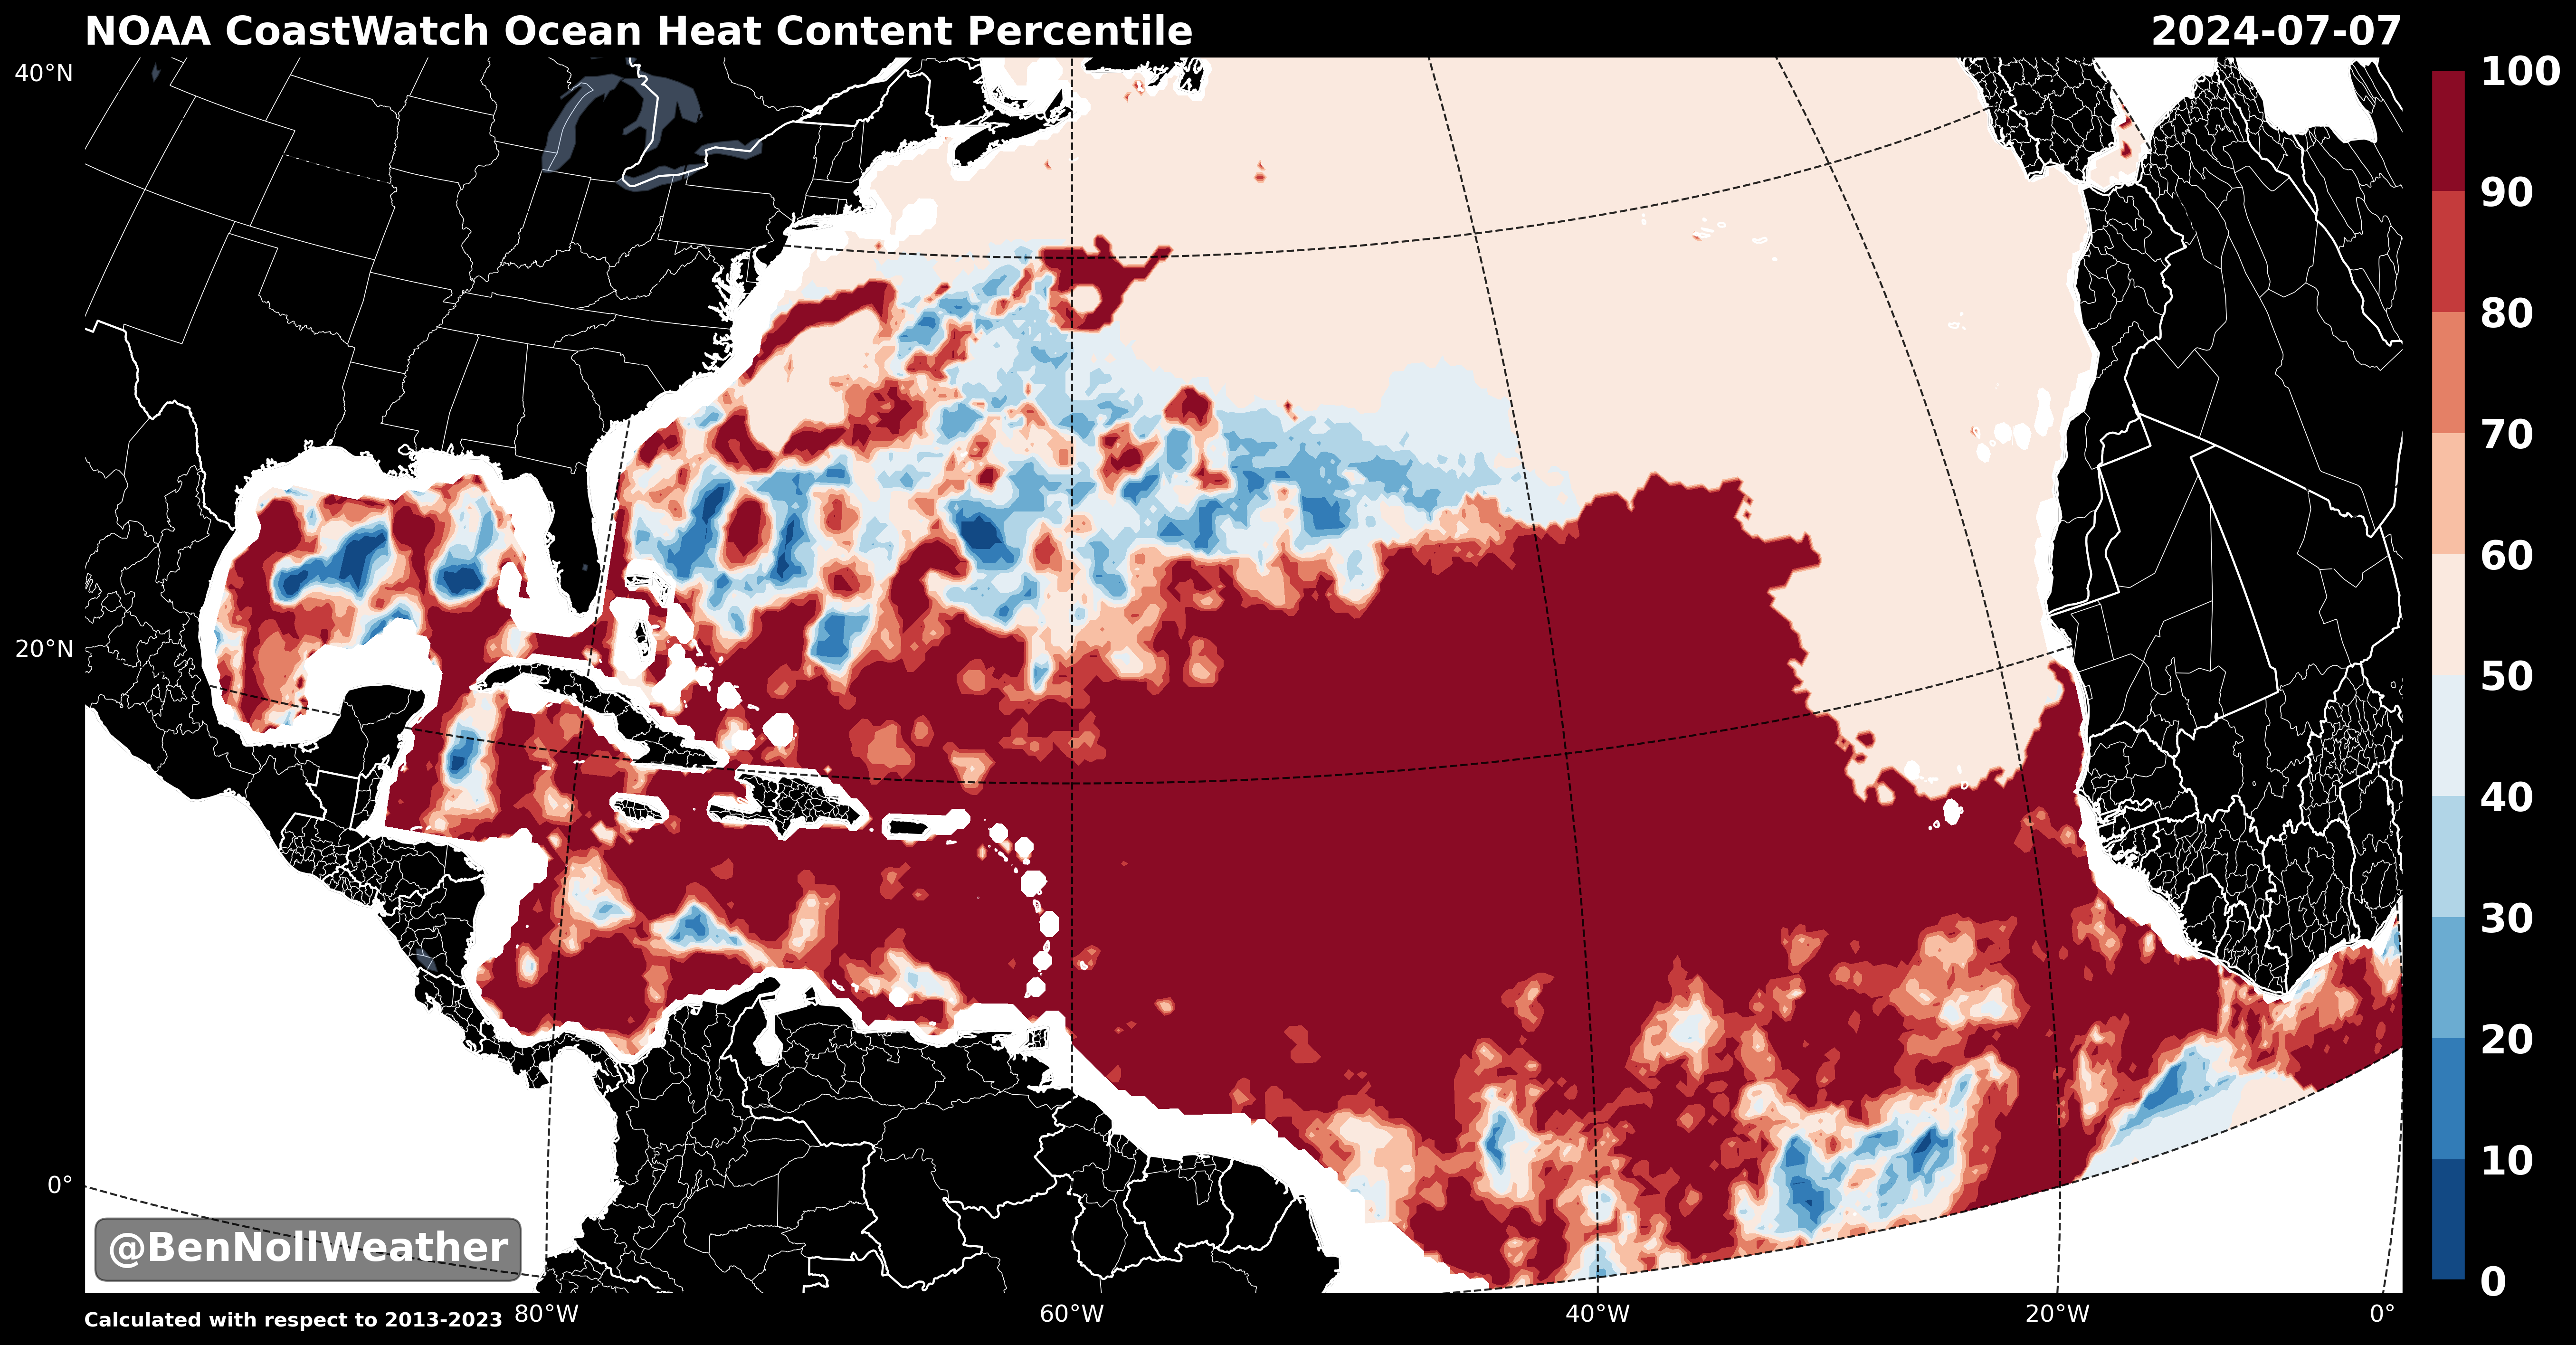 NOAA CoastWatch Ocean Heat Content Percentile 2024-07-07
40°N
20°N
0°
100
90
80
70
60
50
40
30
20
10
0
@BenNollWeather
80°W 60°W 40°W 20°W 0°
Calculated with respect to 2013-2023